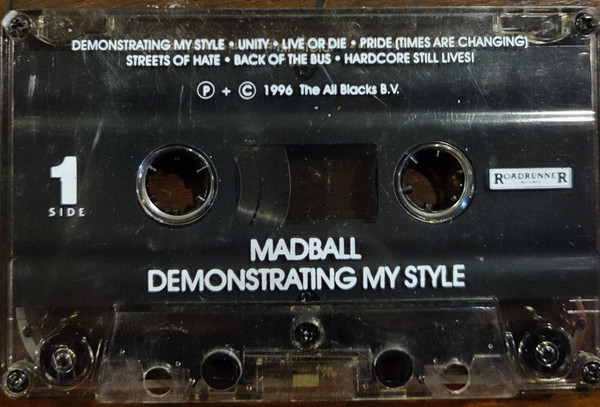 DEMONSTRATING MY STYLE • UNITY • LIVE OR DIE • PRIDE (TIMES ARE CHANGING)
STREETS OF HATE • BACK OF THE BUS • HARDCORE STILL LIVES!
Ⓟ + © 1996 The All Blacks B.V.
1
SIDE
ROADRUNNER
MADBALL
DEMONSTRATING MY STYLE